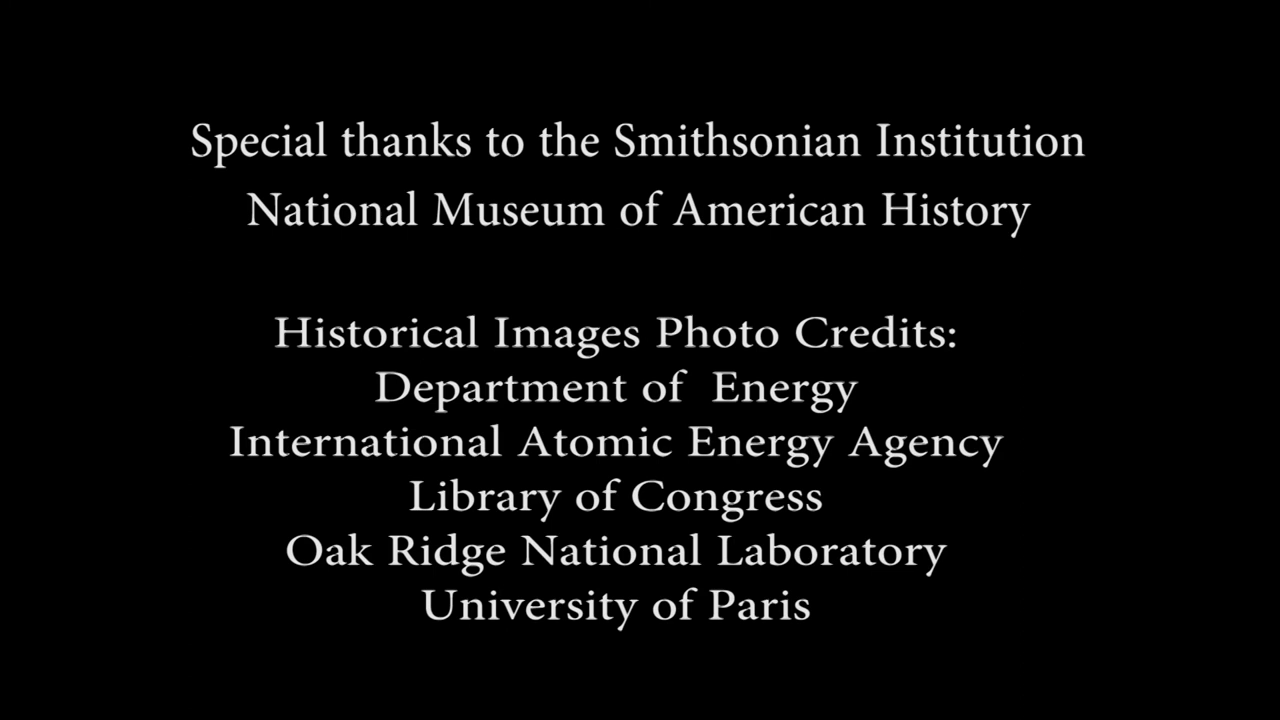 Special thanks to the Smithsonian Institution
National Museum of American History
Historical Images Photo Credits:
Department of  Energy
International Atomic Energy Agency
Library of Congress
Oak Ridge National Laboratory
University of Paris